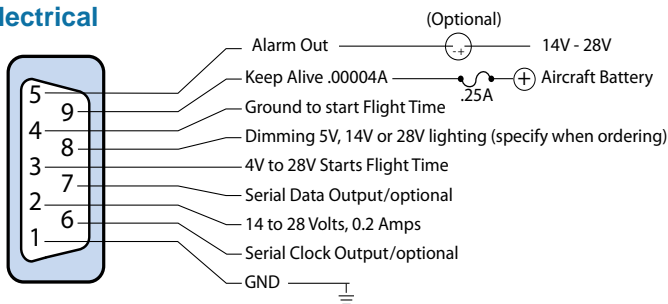 lectrical
(Optional)
Alarm Out
- +
14V - 28V
Keep Alive .00004A
.25A
+
Aircraft Battery
Ground to start Flight Time
Dimming 5V, 14V or 28V lighting (specify when ordering)
4V to 28V Starts Flight Time
Serial Data Output/optional
14 to 28 Volts, 0.2 Amps
Serial Clock Output/optional
GND
5
9
4
8
3
7
2
6
1